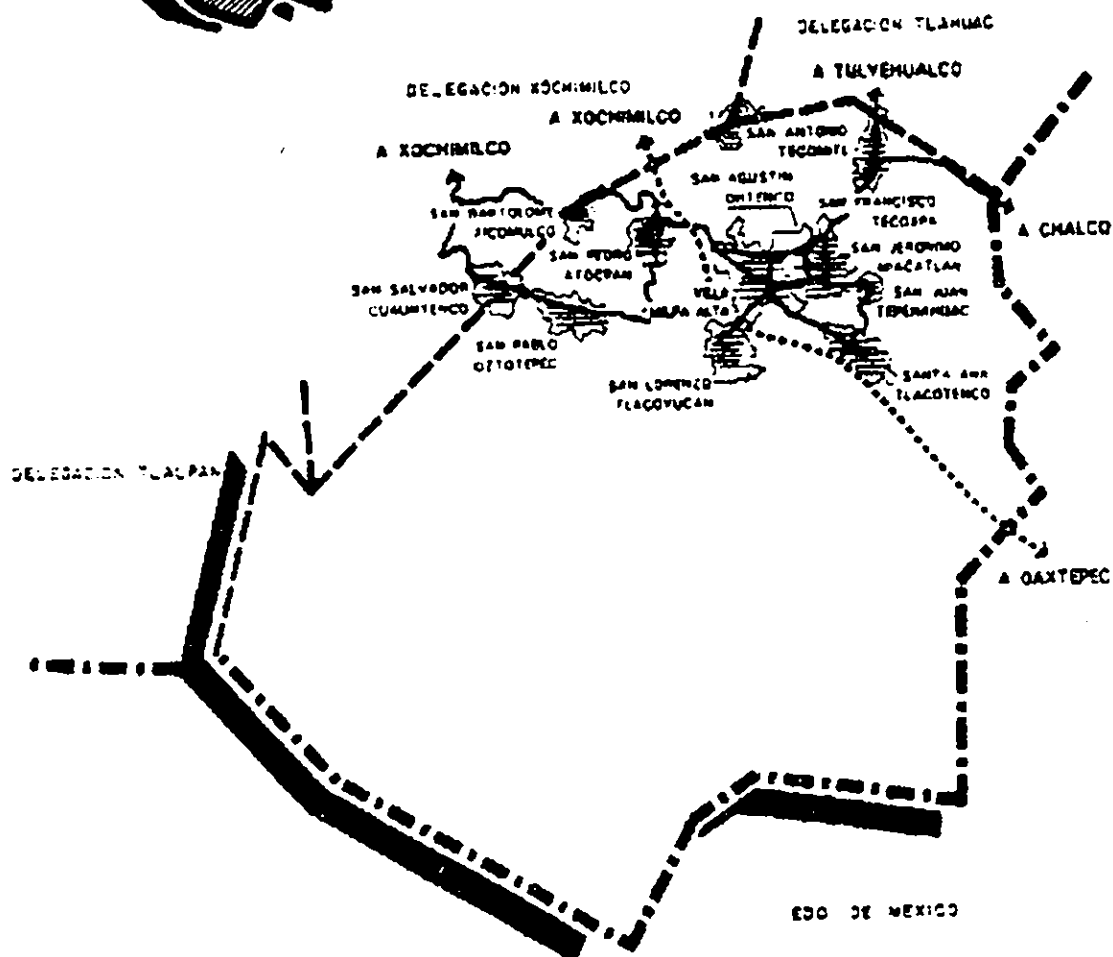 DELEGACION TLAHUAC
A TULYEHUALCO
DELEGACION XOCHIMILCO
A XOCHIMILCO
A XOCHIMILCO
SAN ANTONIO
TECOMITL
SAN AGUSTIN
OHTENCO
SAN FRANCISCO
TECOXPA
SAN BARTOLOME
XICOMULCO
A CHALCO
SAN PEDRO
ATOCPAN
SAN JERONIMO
MIACATLAN
SAN SALVADOR
CUAUHTENCO
VILLA
MILPA ALTA
SAN JUAN
TEPENAHUAC
SAN PABLO
OZTOTEPEC
SAN LORENZO
TLACOYUCAN
SANTA ANA
TLACOTENCO
DELEGACION TLALPAN
A OAXTEPEC
EDO DE MEXICO